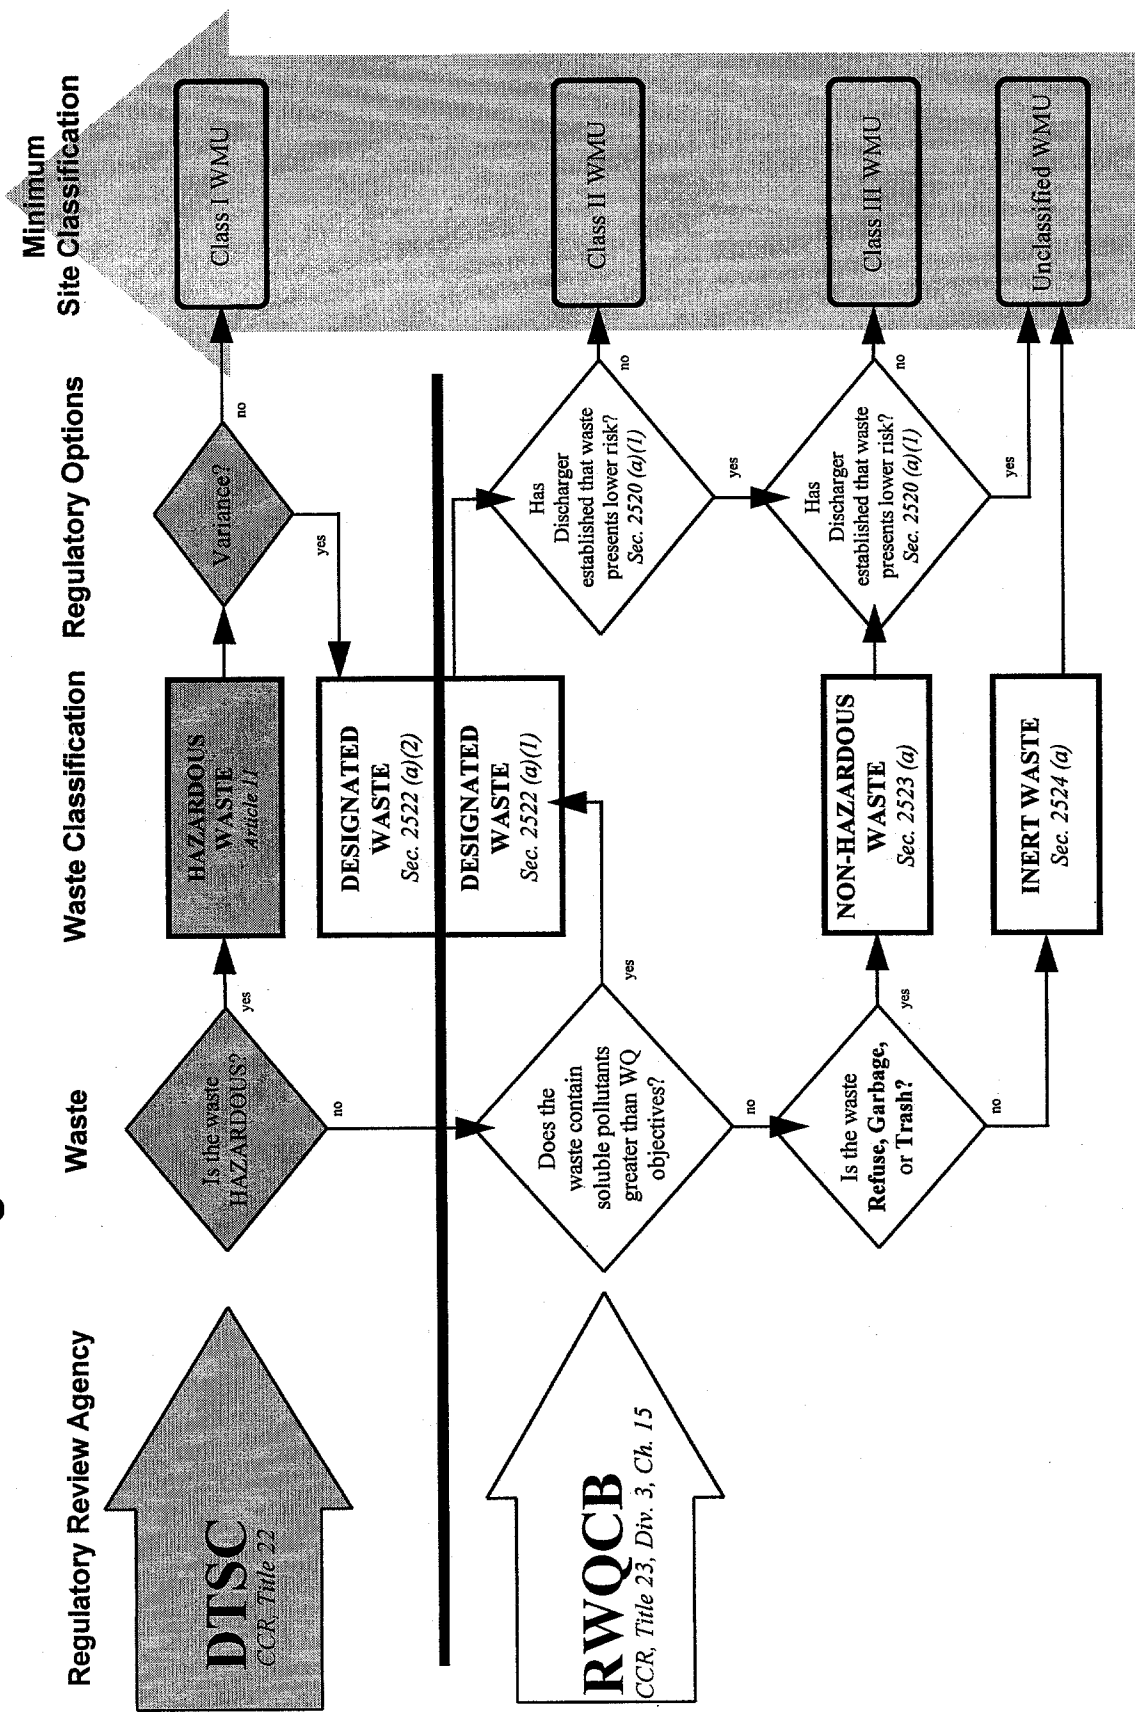 Regulatory Review Agency
Waste
Waste Classification
Regulatory Options
Minimum
Site Classification
DTSC
CCR, Title 22
Is the waste
HAZARDOUS?
yes
no
HAZARDOUS
WASTE
Article 11
Variance?
no
yes
Class I WMU
DESIGNATED
WASTE
Sec. 2522 (a)(2)
DESIGNATED
WASTE
Sec. 2522 (a)(1)
RWQCB
CCR, Title 23, Div. 3, Ch. 15
Does the
waste contain
soluble pollutants
greater than WQ
objectives?
yes
no
Has
Discharger
established that waste
presents lower risk?
Sec. 2520 (a)(1)
no
yes
Class II WMU
Is the waste
Refuse, Garbage,
or Trash?
yes
no
NON-HAZARDOUS
WASTE
Sec. 2523 (a)
Has
Discharger
established that waste
presents lower risk?
Sec. 2520 (a)(1)
no
yes
Class III WMU
INERT WASTE
Sec. 2524 (a)
Unclassified WMU